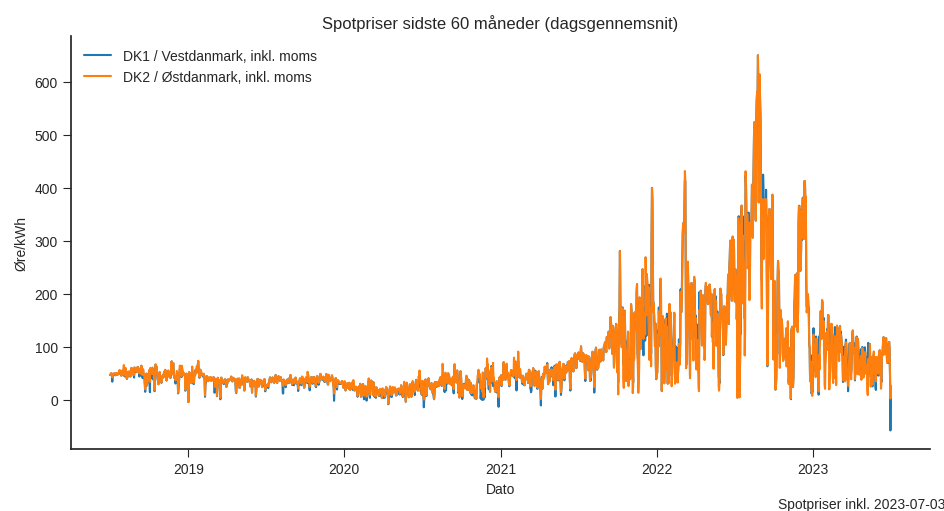 Spotpriser sidste 60 måneder (dagsgennemsnit)
DK1 / Vestdanmark, inkl. moms
DK2 / Østdanmark, inkl. moms
600
500
400
300
200
100
0
Øre/kWh
2019
2020
2021
2022
2023
Dato
Spotpriser inkl. 2023-07-03